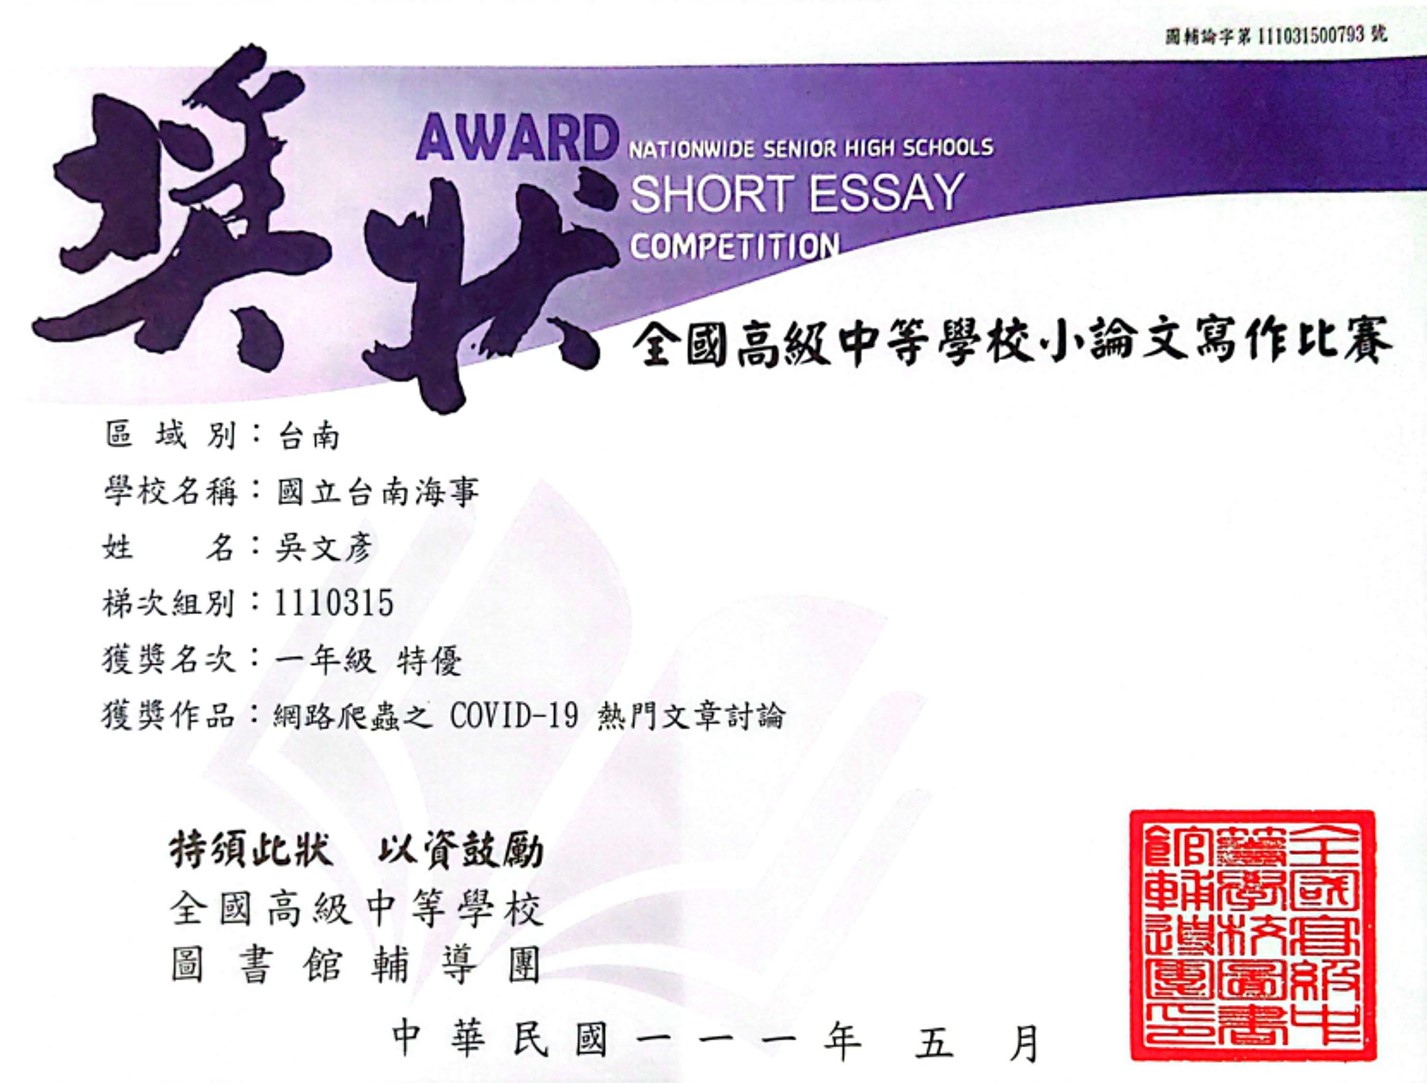 圖輔論字第 111031500793 號
獎狀
AWARD
NATIONWIDE SENIOR HIGH SCHOOLS
SHORT ESSAY
COMPETITION
全國高級中等學校小論文寫作比賽
區域別：台南
學校名稱：國立台南海事
姓　　名：吳文彥
梯次組別：1110315
獲獎名次：一年級 特優
獲獎作品：網路爬蟲之 COVID-19 熱門文章討論
特須此狀　以資鼓勵
全國高級中等學校
圖書館輔導團
中華民國一一一年五月
全國高級中
等學校圖書
館輔導團印